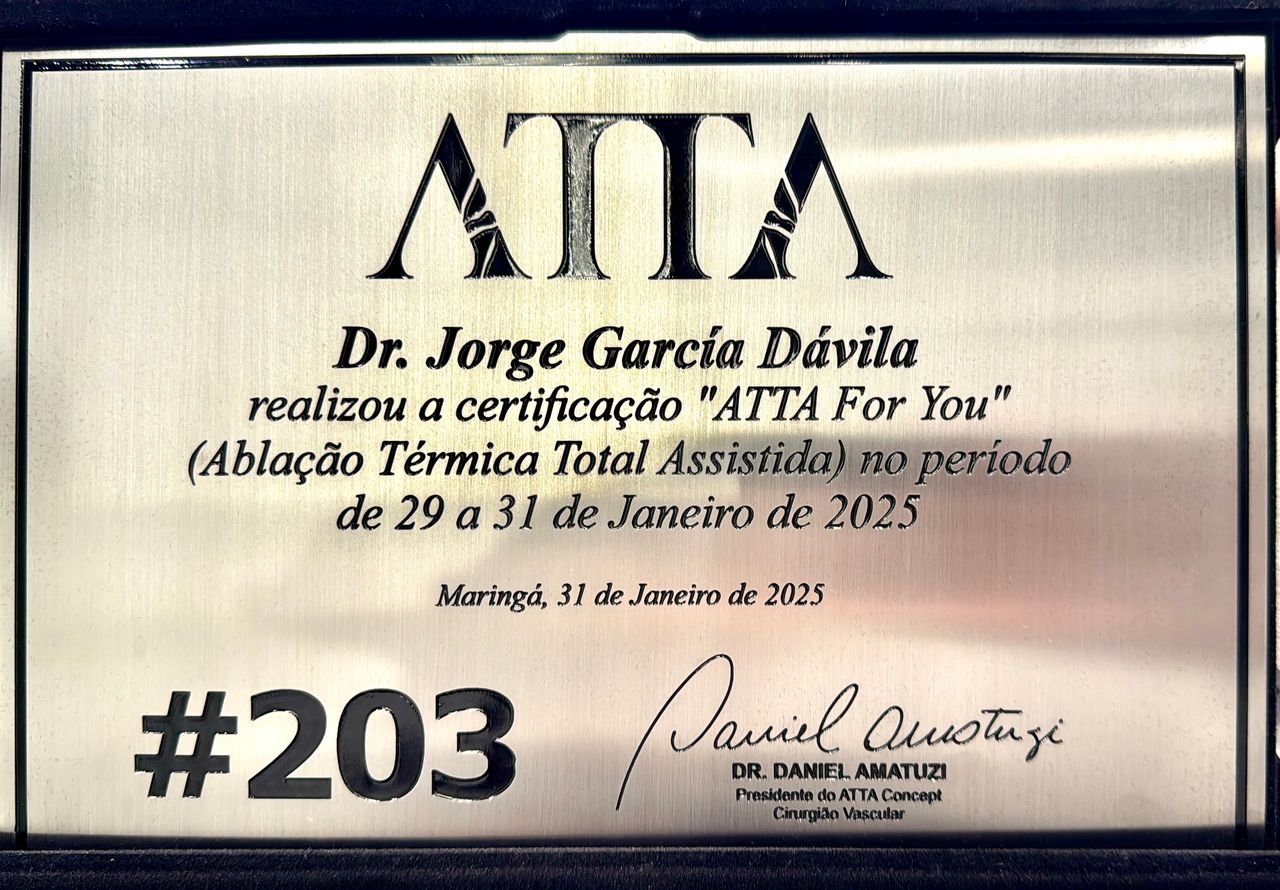 ATTA
Dr. Jorge García Dávila
realizou a certificação "ATTA For You"
(Ablação Térmica Total Assistida) no período
de 29 a 31 de Janeiro de 2025
Maringá, 31 de Janeiro de 2025
#203
Daniel Amatuzi
DR. DANIEL AMATUZI
Presidente do ATTA Concept
Cirurgião Vascular